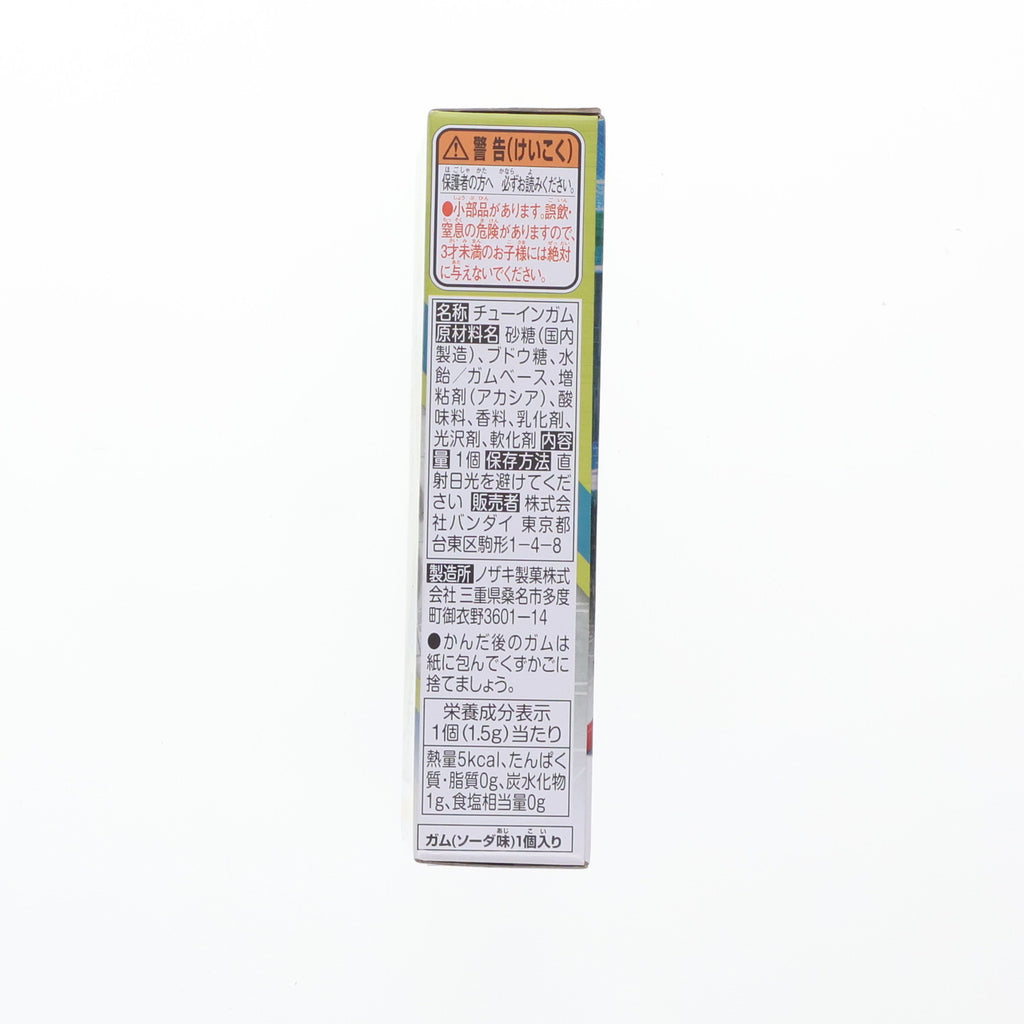 警告(けいこく)
保護者の方へ 必ずお読みください。
●小部品があります。誤飲・
窒息の危険がありますので、
3才未満のお子様には絶対
に与えないでください。
名称 チューインガム
原材料名 砂糖(国内
製造)、ブドウ糖、水
飴/ガムベース、増
粘剤(アカシア)、酸
味料、香料、乳化剤、
光沢剤、軟化剤 内容
量 1個 保存方法 直
射日光を避けてくだ
さい 販売者 株式会
社バンダイ 東京都
台東区駒形1-4-8
製造所 ノザキ製菓株式
会社 三重県桑名市多度
町御衣野3601-14
●かんだ後のガムは
紙に包んでくずかごに
捨てましょう。
栄養成分表示
1個(1.5g)当たり
熱量5kcal、たんぱく
質・脂質0g、炭水化物
1g、食塩相当量0g
ガム(ソーダ味)1個入り